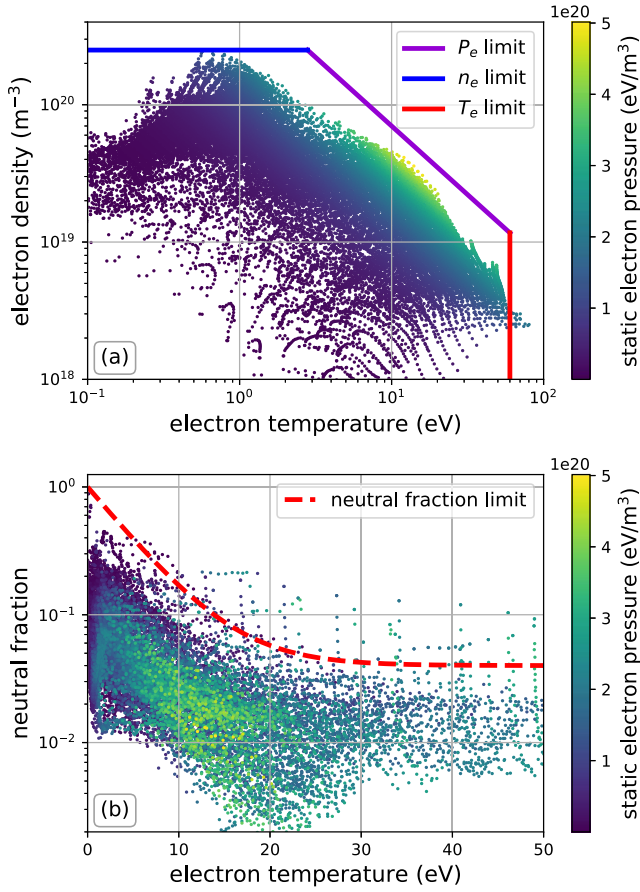 1e20
P_e limit
n_e limit
T_e limit
10^20
10^19
10^18
electron density (m^−3)
(a)
10^−1
10^0
10^1
10^2
electron temperature (eV)
5
4
3
2
1
static electron pressure (eV/m^3)
1e20
neutral fraction limit
10^0
10^−1
10^−2
neutral fraction
(b)
0
10
20
30
40
50
electron temperature (eV)
5
4
3
2
1
static electron pressure (eV/m^3)